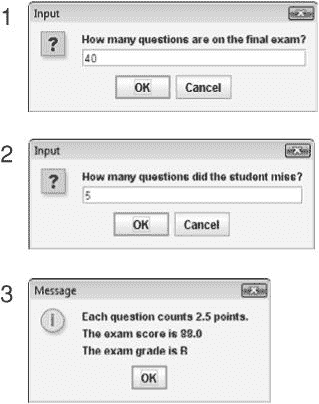 1
Input
How many questions are on the final exam?
40
OK Cancel
2
Input
How many questions did the student miss?
5
OK Cancel
3
Message
Each question counts 2.5 points.
The exam score is 88.0
The exam grade is B
OK